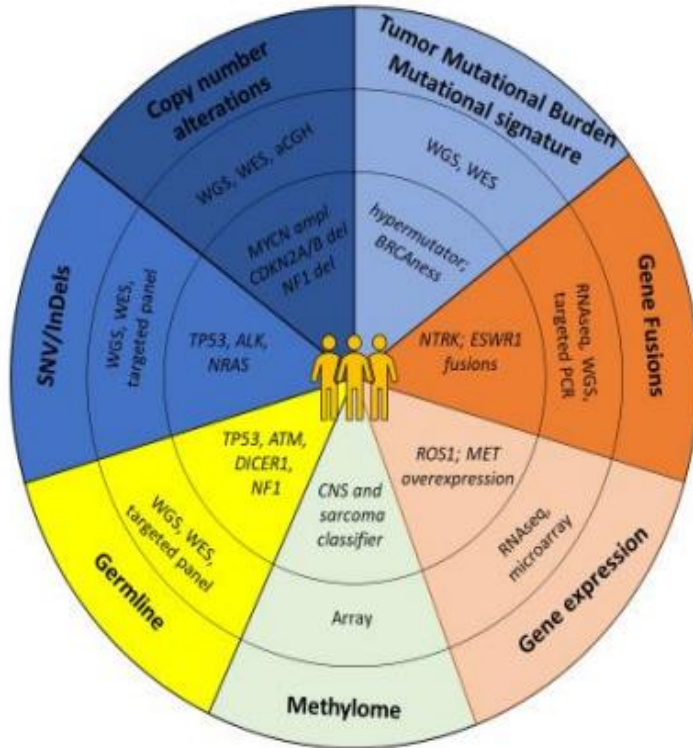 Copy number
alterations
WGS, WES, aCGH
MYCN ampl
CDKN2A/B del
NF1 del
Tumor Mutational Burden
Mutational signature
WGS, WES
hypermutator;
BRCAness
Gene Fusions
RNAseq, WGS,
targeted PCR
NTRK; ESWR1
fusions
Gene expression
RNAseq,
microarray
ROS1; MET
overexpression
Methylome
Array
CNS and
sarcoma
classifier
Germline
WGS, WES,
targeted panel
TP53, ATM,
DICER1,
NF1
SNV/InDels
WGS, WES,
targeted panel
TP53, ALK,
NRAS